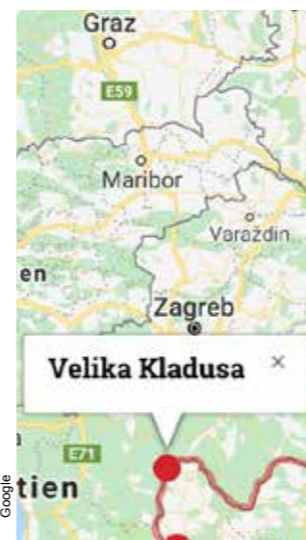 Graz
E59
Maribor
Varaždin
en
Zagreb
Velika Kladusa ×
E71
tien
Google